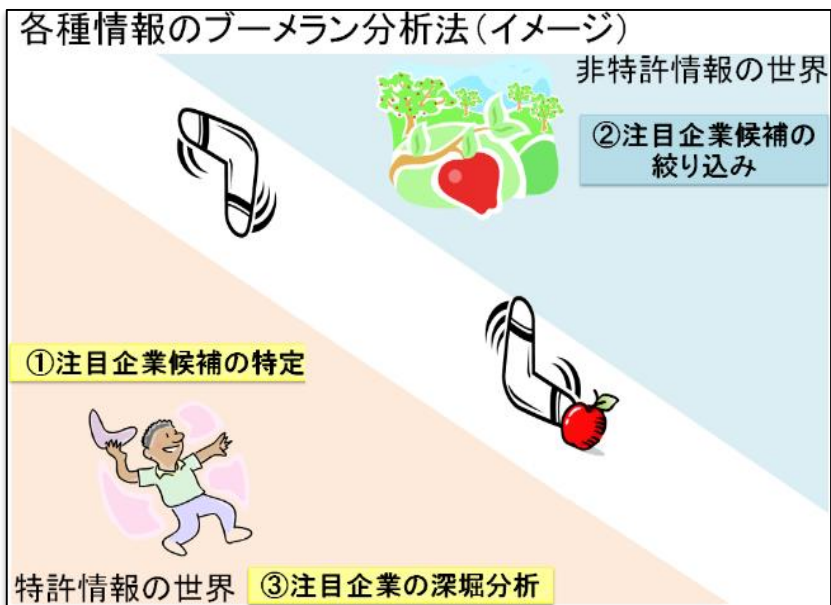 各種情報のブーメラン分析法(イメージ)
非特許情報の世界
②注目企業候補の
絞り込み
①注目企業候補の特定
特許情報の世界
③注目企業の深堀分析